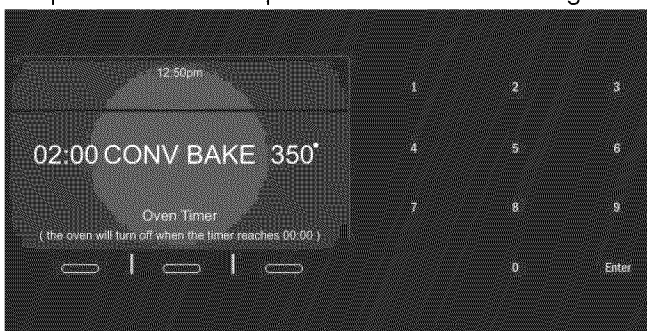 12:50pm
02:00 CONV BAKE 350°
Oven Timer
( the oven will turn off when the timer reaches 00:00 )
1 2 3
4 5 6
7 8 9
0 Enter